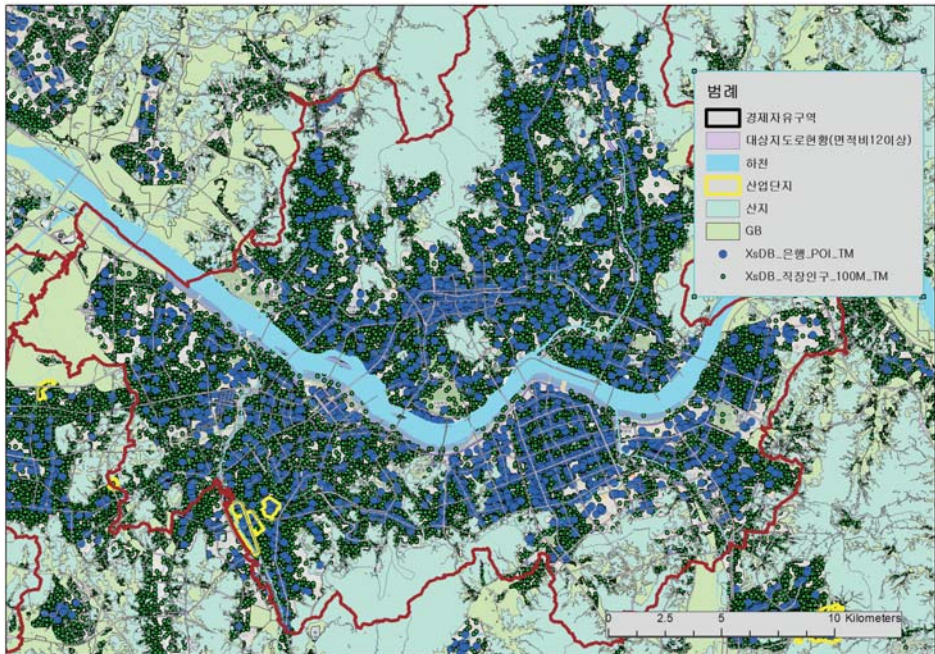 범례
경제자유구역
대상지도로현황(면적비12이상)
하천
산업단지
산지
GB
XsDB_은행_POI_TM
XsDB_직장인구_100M_TM
0 2.5 5 10 Kilometers